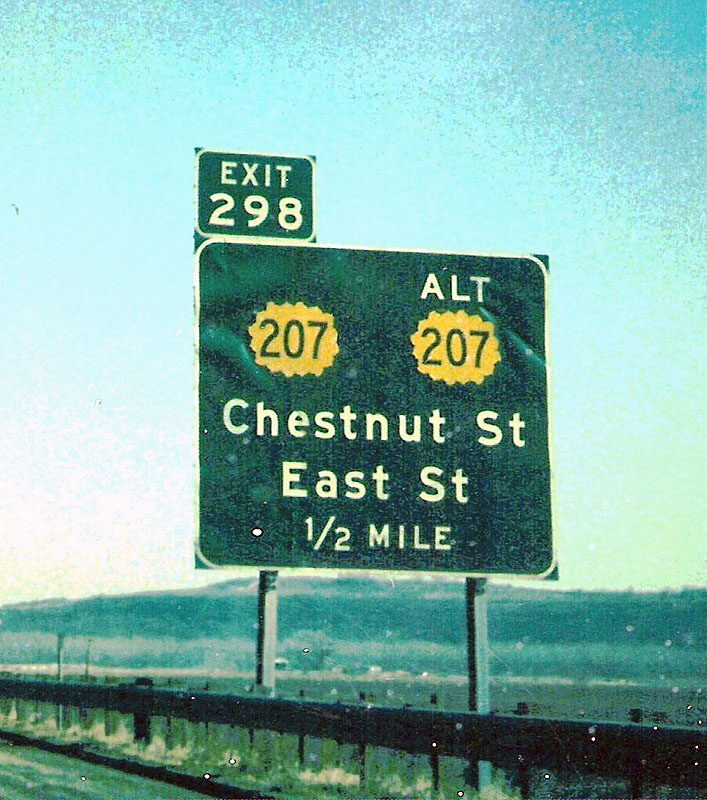 EXIT
298
ALT
207 207
Chestnut St
East St
1/2 MILE